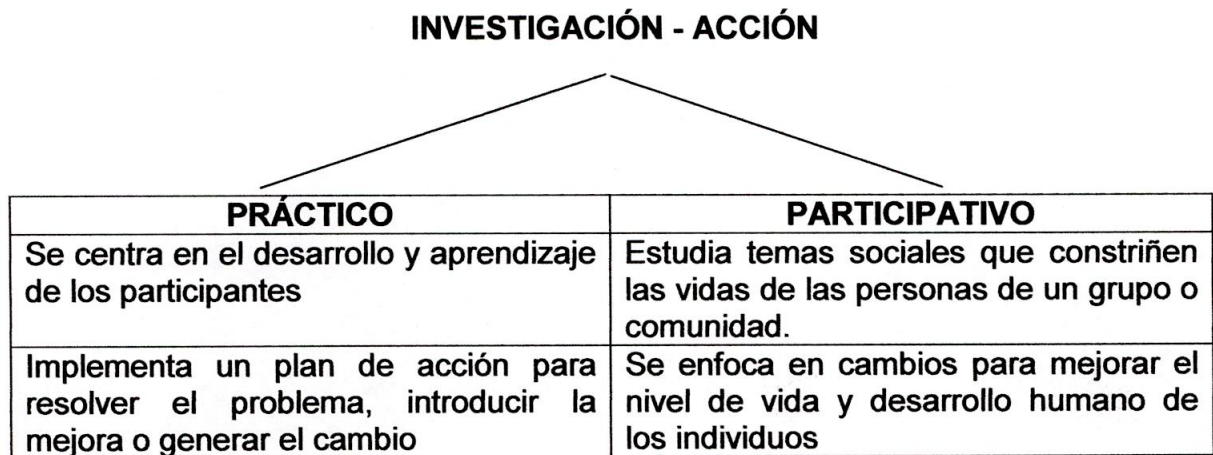 INVESTIGACIÓN - ACCIÓN
PRÁCTICO
Se centra en el desarrollo y aprendizaje
de los participantes
Implementa un plan de acción para
resolver el problema, introducir la
mejora o generar el cambio
PARTICIPATIVO
Estudia temas sociales que constriñen
las vidas de las personas de un grupo o
comunidad.
Se enfoca en cambios para mejorar el
nivel de vida y desarrollo humano de
los individuos